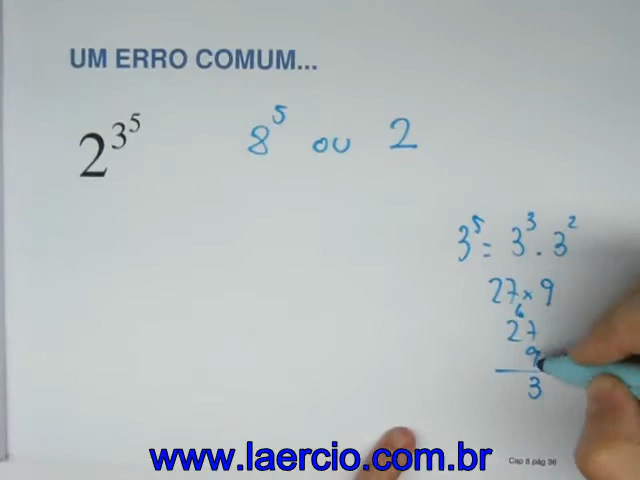 UM ERRO COMUM...
2^3^5 8^5 ou 2
3^5 = 3^3 . 3^2
27 x 9
6
27
9
3
www.laercio.com.br
Cap 8 pág 36